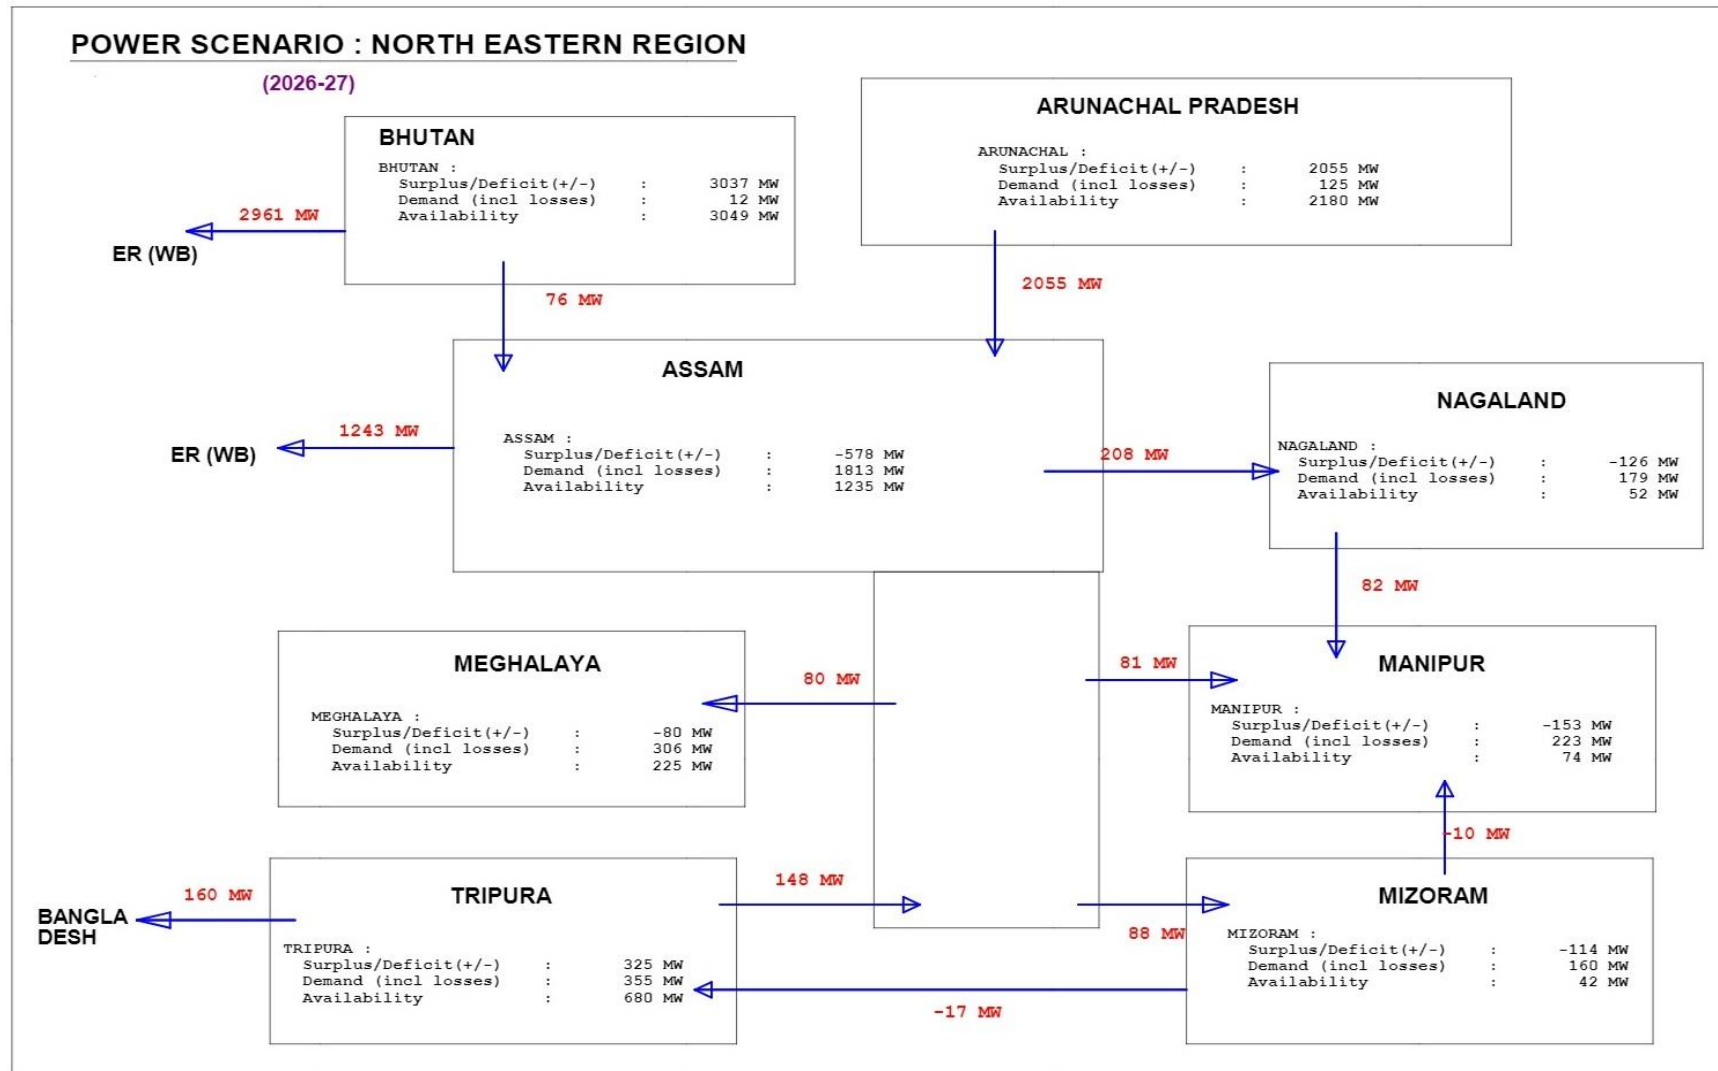 POWER SCENARIO : NORTH EASTERN REGION
(2026-27)
BHUTAN
BHUTAN :
Surplus/Deficit(+/-) : 3037 MW
Demand (incl losses) : 12 MW
Availability : 3049 MW
2961 MW
ER (WB)
76 MW
ARUNACHAL PRADESH
ARUNACHAL :
Surplus/Deficit(+/-) : 2055 MW
Demand (incl losses) : 125 MW
Availability : 2180 MW
2055 MW
ASSAM
ASSAM :
Surplus/Deficit(+/-) : -578 MW
Demand (incl losses) : 1813 MW
Availability : 1235 MW
1243 MW
ER (WB)
208 MW
NAGALAND
NAGALAND :
Surplus/Deficit(+/-) : -126 MW
Demand (incl losses) : 179 MW
Availability : 52 MW
82 MW
MEGHALAYA
MEGHALAYA :
Surplus/Deficit(+/-) : -80 MW
Demand (incl losses) : 306 MW
Availability : 225 MW
80 MW
81 MW
MANIPUR
MANIPUR :
Surplus/Deficit(+/-) : -153 MW
Demand (incl losses) : 223 MW
Availability : 74 MW
-10 MW
160 MW
BANGLA
DESH
TRIPURA
TRIPURA :
Surplus/Deficit(+/-) : 325 MW
Demand (incl losses) : 355 MW
Availability : 680 MW
148 MW
88 MW
-17 MW
MIZORAM
MIZORAM :
Surplus/Deficit(+/-) : -114 MW
Demand (incl losses) : 160 MW
Availability : 42 MW